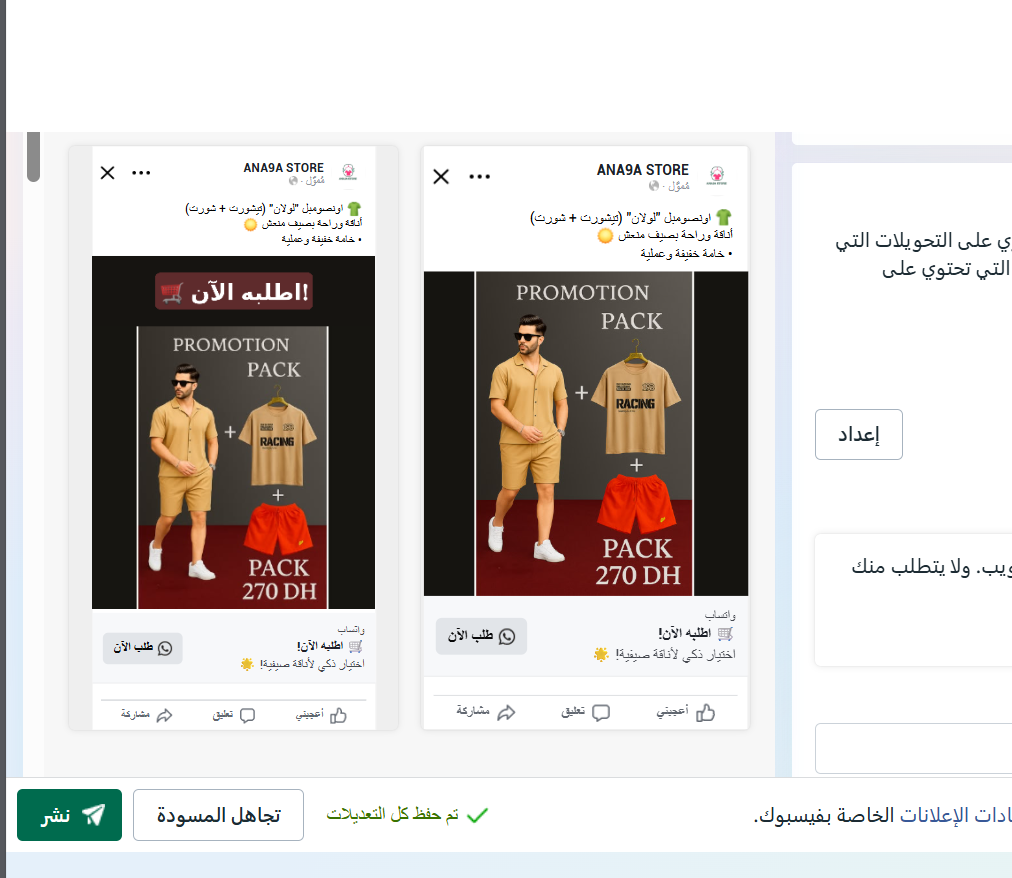 ANA9A STORE
مُموَّل ·
اونصومبل "لولان" (تيشورت + شورت)
أناقة وراحة بصيف منعش
• خامة خفيفة وعملية
PROMOTION
PACK
+
RACING
+
PACK
270 DH
واتساب
اطلبه الآن!
اختيار ذكي لأناقة صيفية!
طلب الآن
أعجبني
تعليق
مشاركة
ANA9A STORE
مُموَّل ·
اونصومبل "لولان" (تيشورت + شورت)
أناقة وراحة بصيف منعش
• خامة خفيفة وعملية
اطلبه الآن!
PROMOTION
PACK
+
RACING
+
PACK
270 DH
واتساب
اطلبه الآن!
اختيار ذكي لأناقة صيفية!
طلب الآن
أعجبني
تعليق
مشاركة
على التحويلات التي
التي تحتوي على
إعداد
ولا يتطلب منك
الإعلانات الخاصة بفيسبوك.
تم حفظ كل التعديلات
تجاهل المسودة
نشر